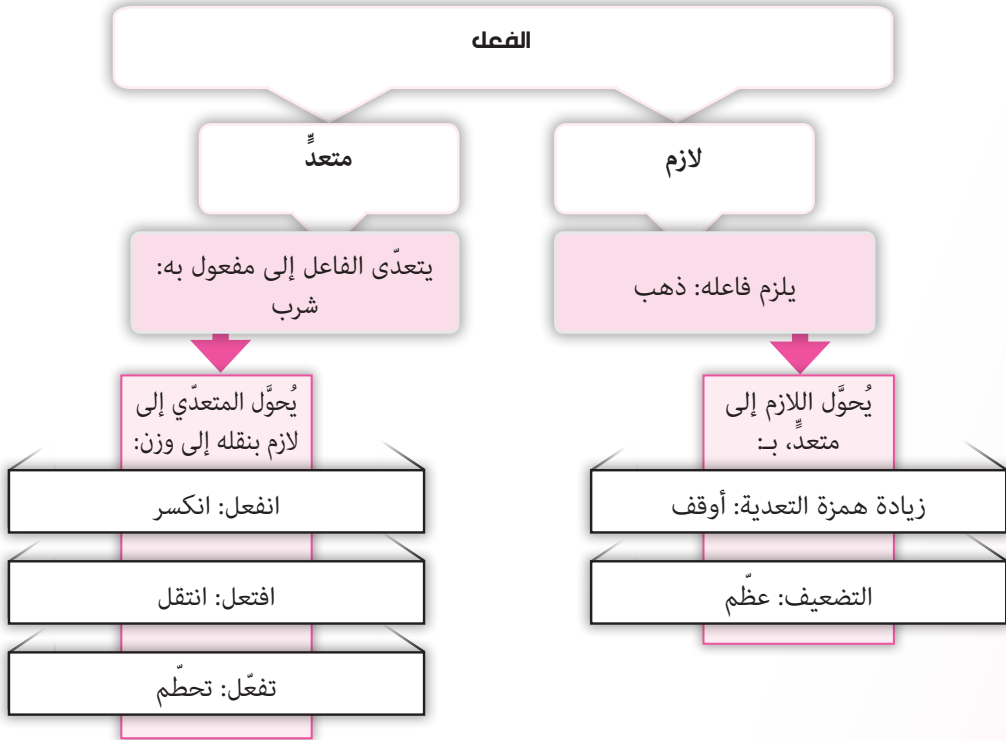 الفعل
لازم
متعدٍّ
يلزم فاعله: ذهب
يتعدّى الفاعل إلى مفعول به:
شرب
يُحوَّل اللازم إلى
متعدٍّ، بـ:
زيادة همزة التعدية: أوقف
التضعيف: عظّم
يُحوَّل المتعدّي إلى
لازم بنقله إلى وزن:
انفعل: انكسر
افتعل: انتقل
تفعّل: تحطّم